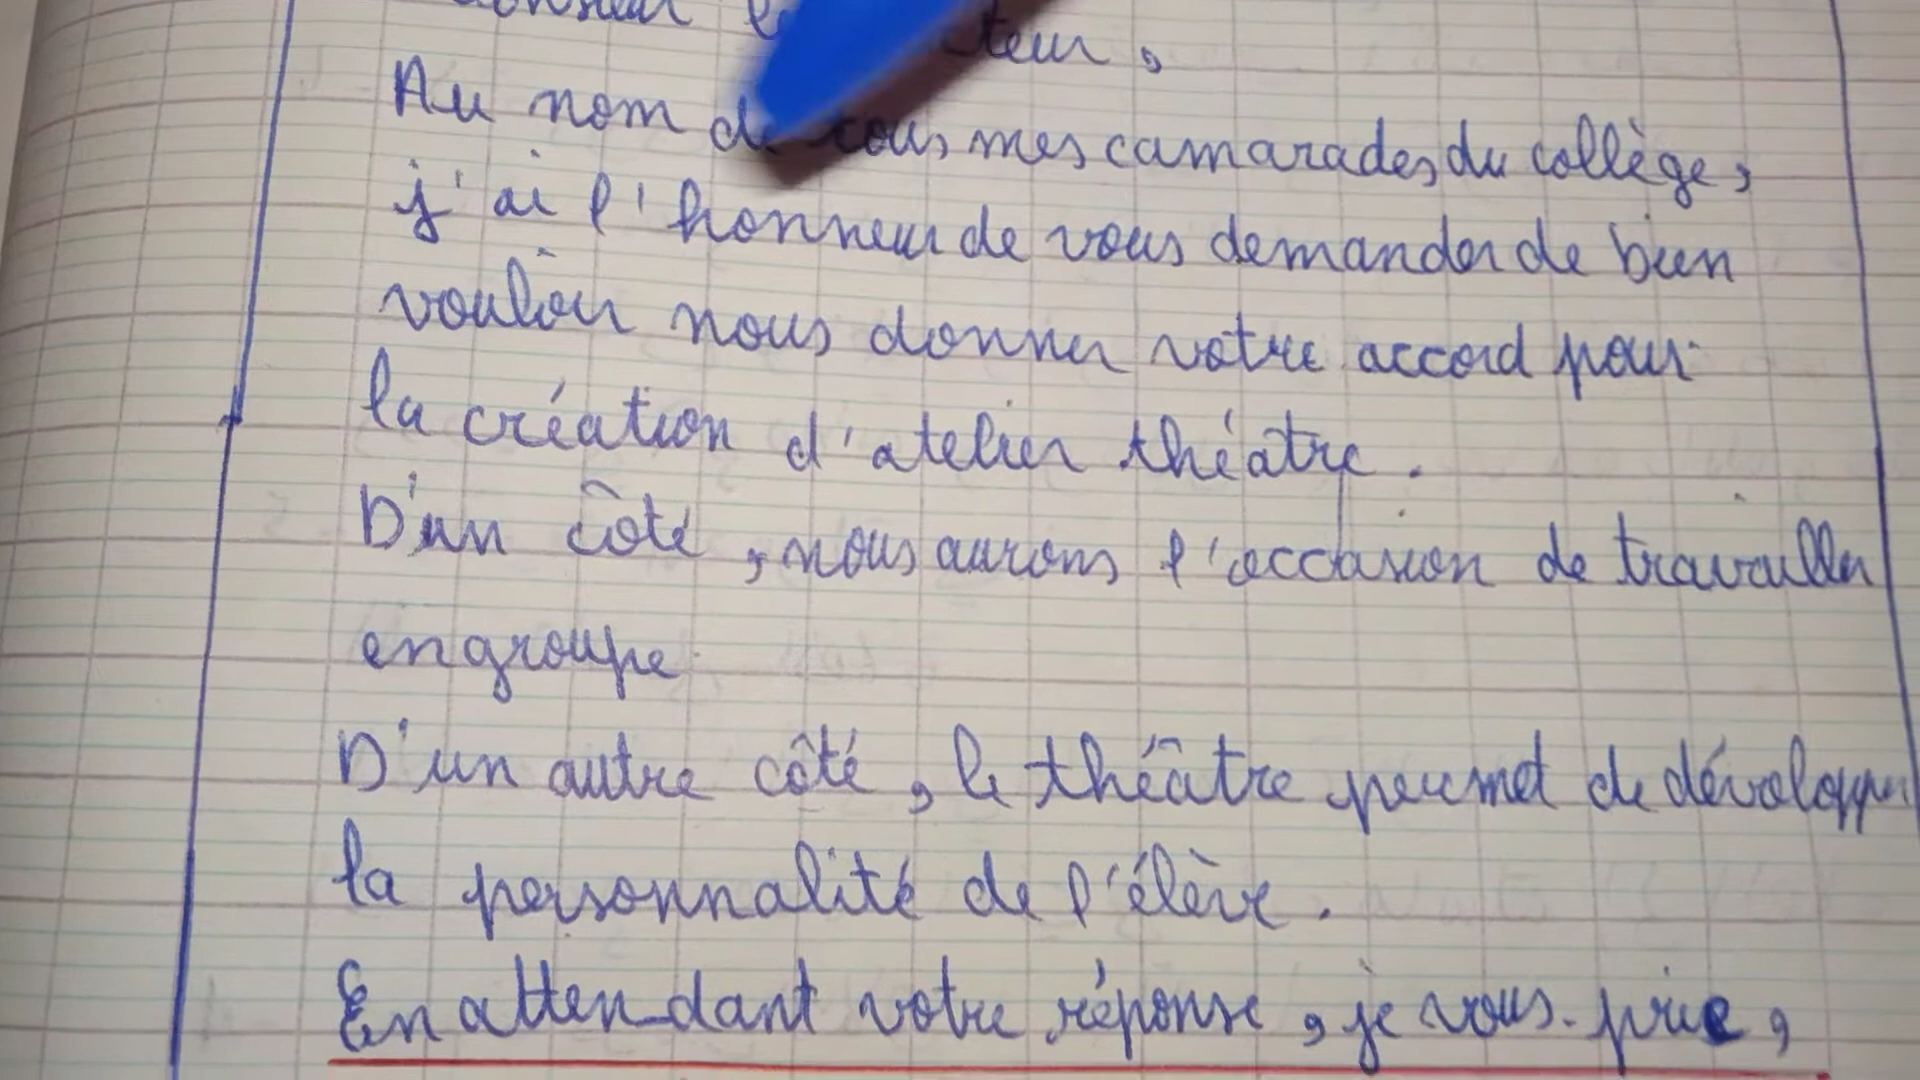 teur,
Au nom de tous mes camarades du collège,
j'ai l'honneur de vous demander de bien
vouloir nous donner votre accord pour
la création d'atelier théâtre.
D'un côté, nous aurons l'occasion de travailler
en groupe
D'un autre côté, le théâtre permet de développer
la personnalité de l'élève.
En attendant votre réponse, je vous prie,